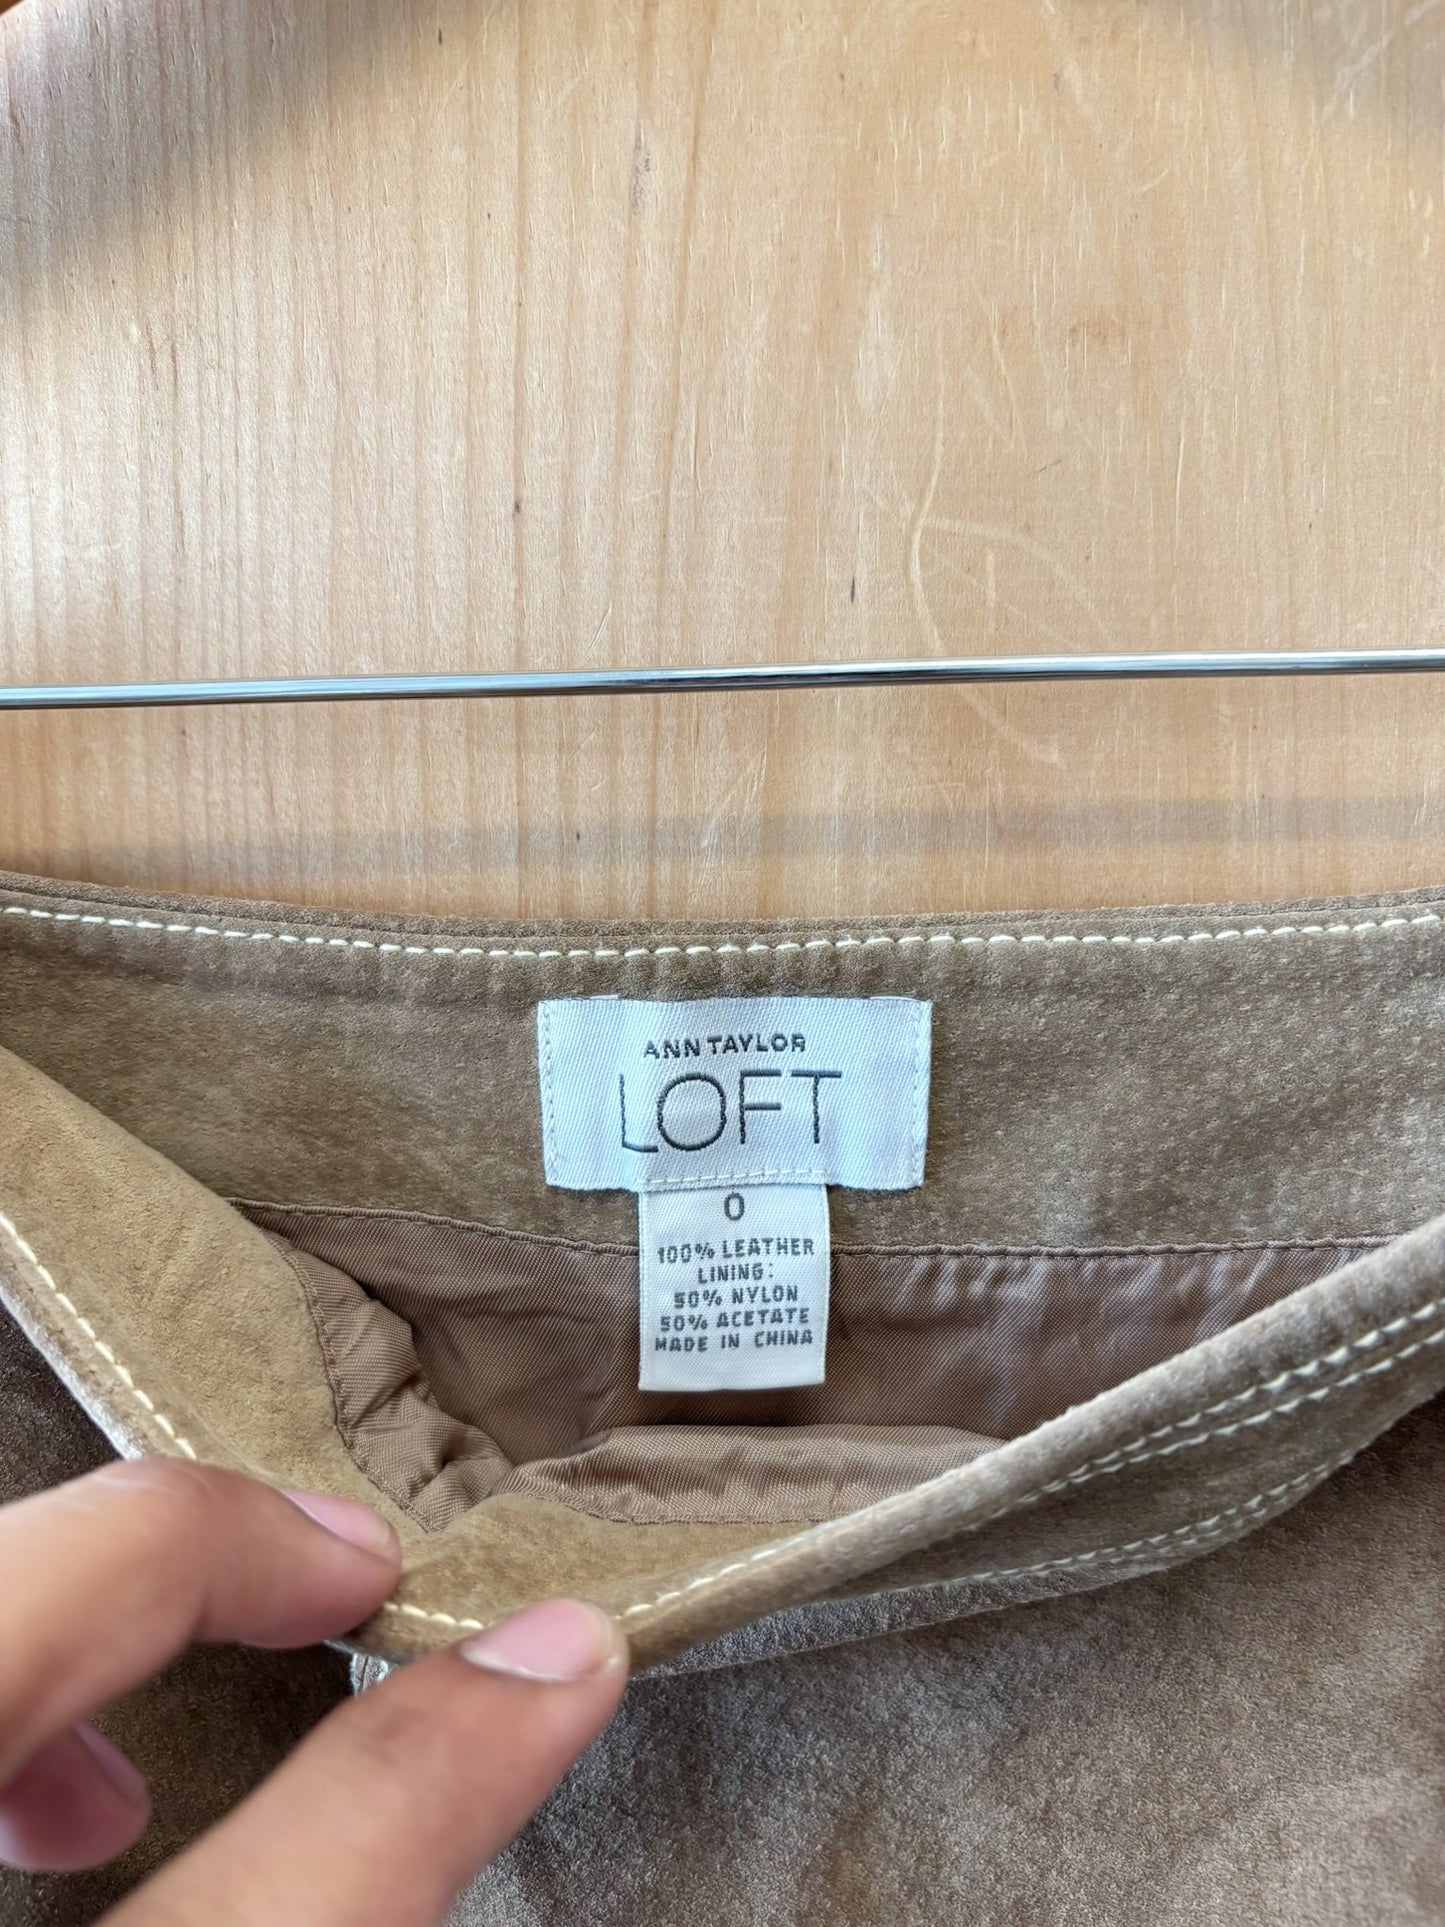 ANN TAYLOR
LOFT
0
100% LEATHER
LINING:
50% NYLON
50% ACETATE
MADE IN CHINA